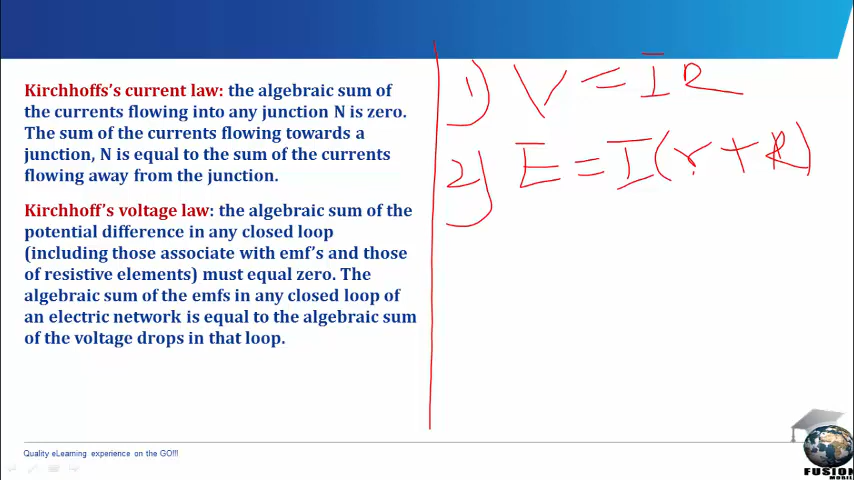 Kirchhoffs's current law: the algebraic sum of
the currents flowing into any junction N is zero.
The sum of the currents flowing towards a
junction, N is equal to the sum of the currents
flowing away from the junction.
Kirchhoff's voltage law: the algebraic sum of the
potential difference in any closed loop
(including those associate with emf's and those
of resistive elements) must equal zero. The
algebraic sum of the emfs in any closed loop of
an electric network is equal to the algebraic sum
of the voltage drops in that loop.
1) V = IR
2) E = I(r + R)
Quality eLearning experience on the GO!!!
FUSION
MOBILE